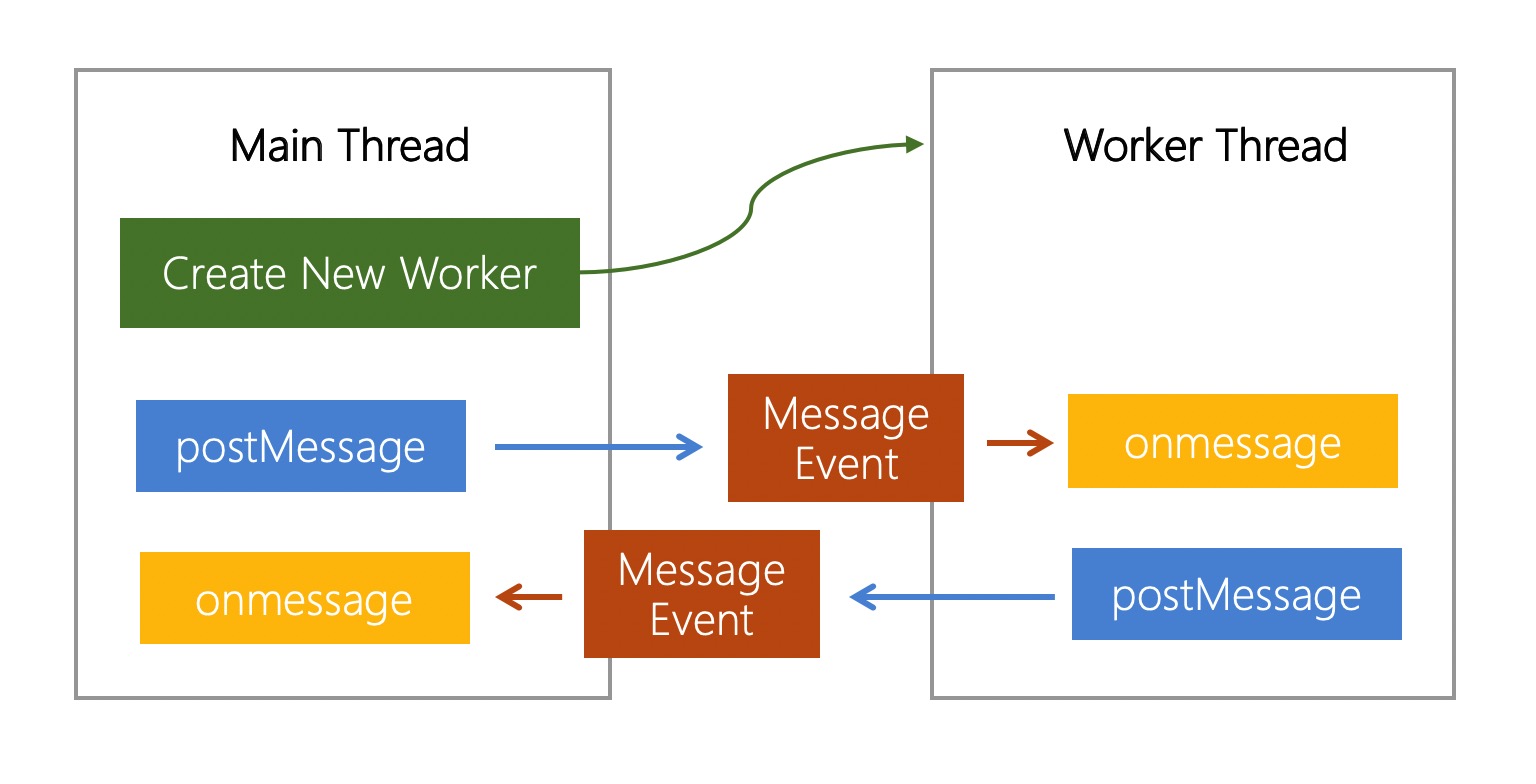 Main Thread
Worker Thread
Create New Worker
postMessage
Message
Event
onmessage
onmessage
Message
Event
postMessage